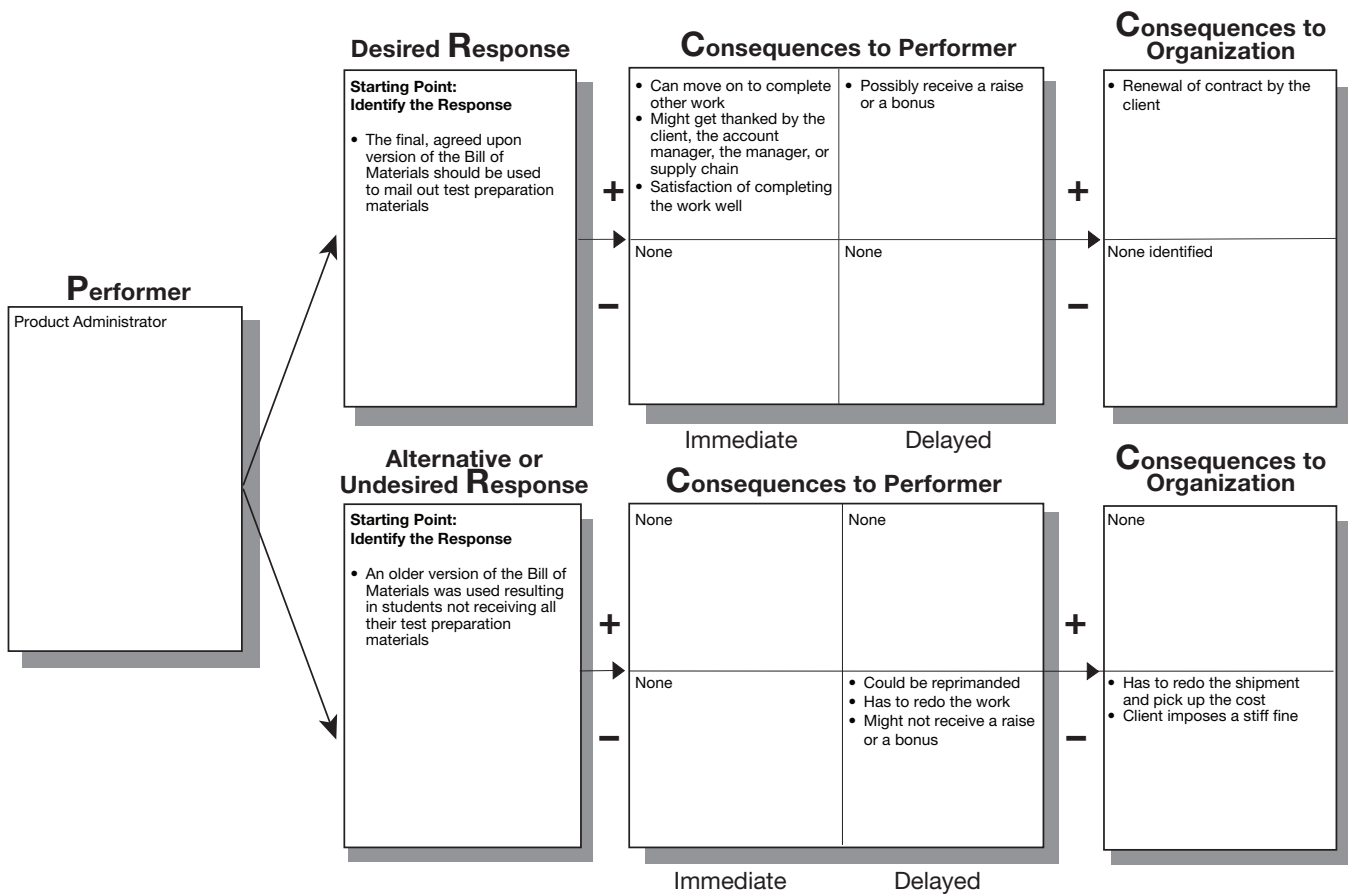 Performer
Product Administrator
Desired Response
Starting Point:
Identify the Response
• The final, agreed upon
version of the Bill of
Materials should be used
to mail out test preparation
materials
+
−
Consequences to Performer
• Can move on to complete
other work
• Might get thanked by the
client, the account
manager, the manager, or
supply chain
• Satisfaction of completing
the work well
• Possibly receive a raise
or a bonus
None
None
Immediate
Delayed
+
−
Consequences to
Organization
• Renewal of contract by the
client
None identified
Alternative or
Undesired Response
Starting Point:
Identify the Response
• An older version of the Bill of
Materials was used resulting
in students not receiving all
their test preparation
materials
+
−
Consequences to Performer
None
None
None
• Could be reprimanded
• Has to redo the work
• Might not receive a raise
or a bonus
Immediate
Delayed
+
−
Consequences to
Organization
None
• Has to redo the shipment
and pick up the cost
• Client imposes a stiff fine